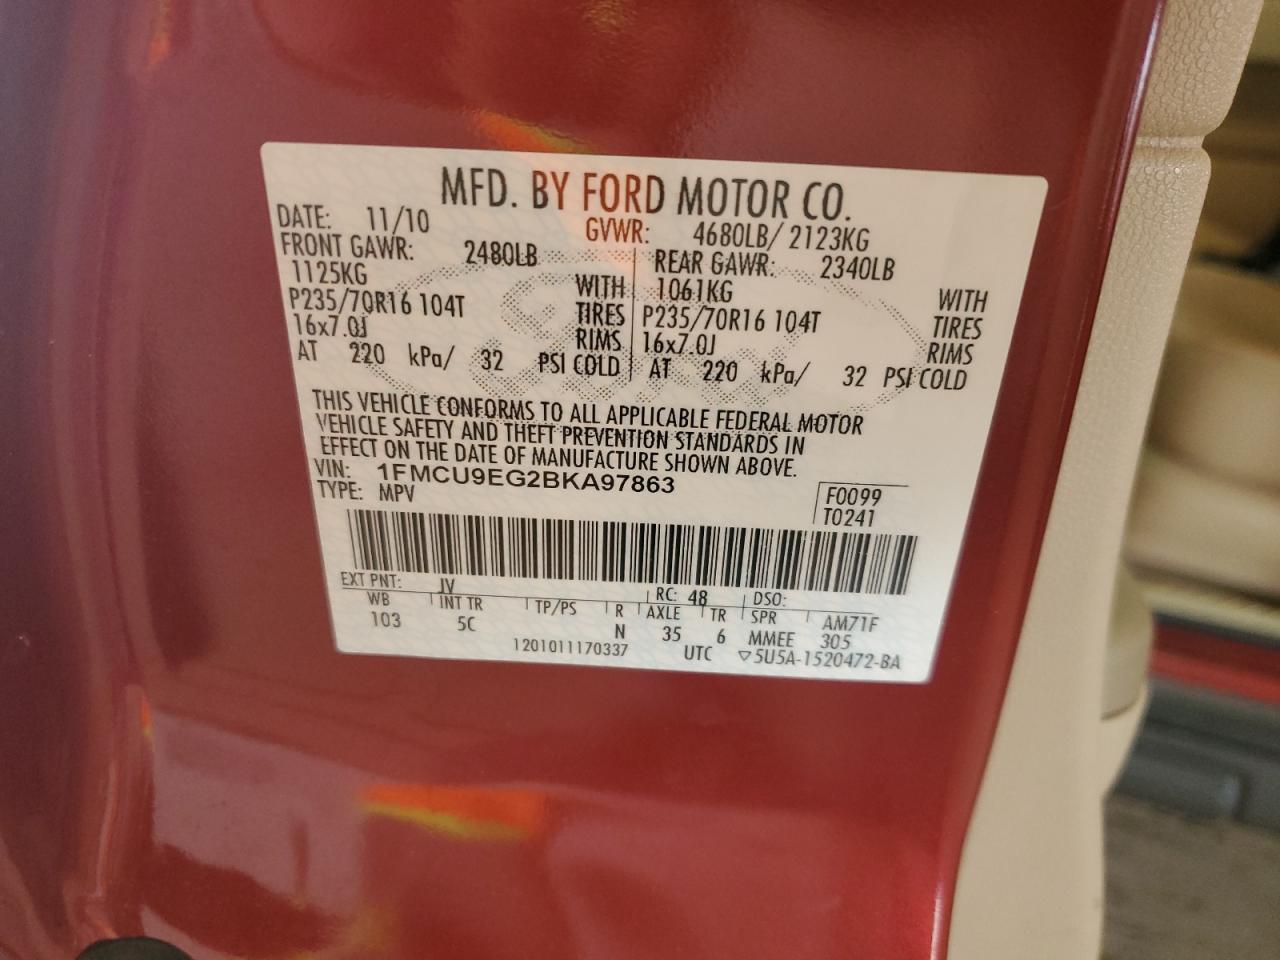 MFD. BY FORD MOTOR CO.
DATE: 11/10 GVWR: 4680LB/ 2123KG
FRONT GAWR: 2480LB REAR GAWR: 2340LB
1125KG WITH 1061KG WITH
P235/70R16 104T TIRES P235/70R16 104T TIRES
16x7.0J RIMS 16x7.0J RIMS
AT 220 kPa/ 32 PSI COLD AT 220 kPa/ 32 PSI COLD
THIS VEHICLE CONFORMS TO ALL APPLICABLE FEDERAL MOTOR
VEHICLE SAFETY AND THEFT PREVENTION STANDARDS IN
EFFECT ON THE DATE OF MANUFACTURE SHOWN ABOVE.
VIN: 1FMCU9EG2BKA97863
TYPE: MPV
F0099
T0241
EXT PNT: JV RC: 48 DSO:
WB INT TR TP/PS R AXLE TR SPR AM71F
103 5C N 35 6 MMEE 305
1201011170337 UTC ▽5U5A-1520472-BA